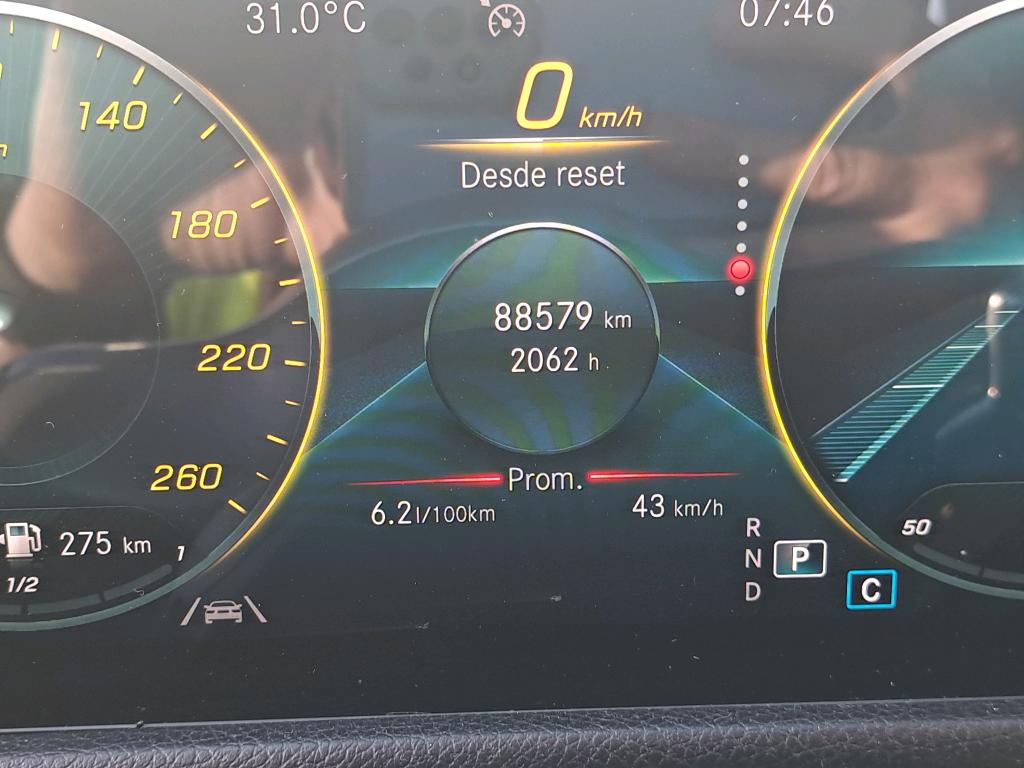 31.0°C
07:46
0 km/h
140
Desde reset
180
88579 km
2062 h
220
260
Prom.
6.2 l/100km
43 km/h
275 km
1
1/2
R
N
D
P
C
50